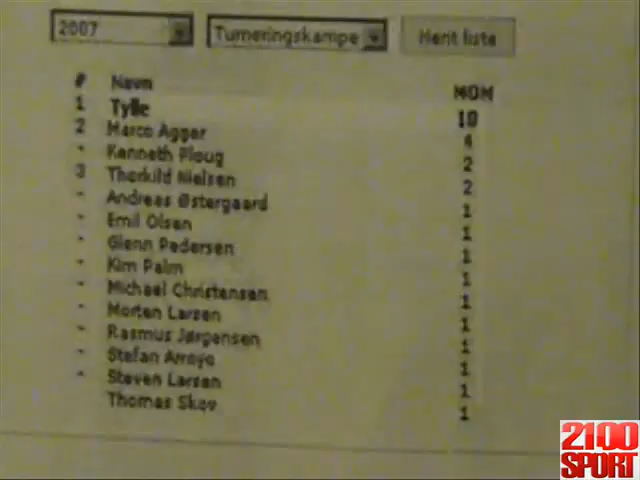 2007 Turneringskampe Hent liste
# Navn MOM
1 Tylle 10
2 Marco Agger 4
- Kenneth Ploug 2
3 Thorkild Nielsen 2
- Andreas Østergaard 1
- Emil Olsen 1
- Glenn Pedersen 1
- Kim Palm 1
- Michael Christensen 1
- Morten Larsen 1
- Rasmus Jørgensen 1
- Stefan Arroyo 1
- Steven Larsen 1
Thomas Skov 1
2100
SPORT